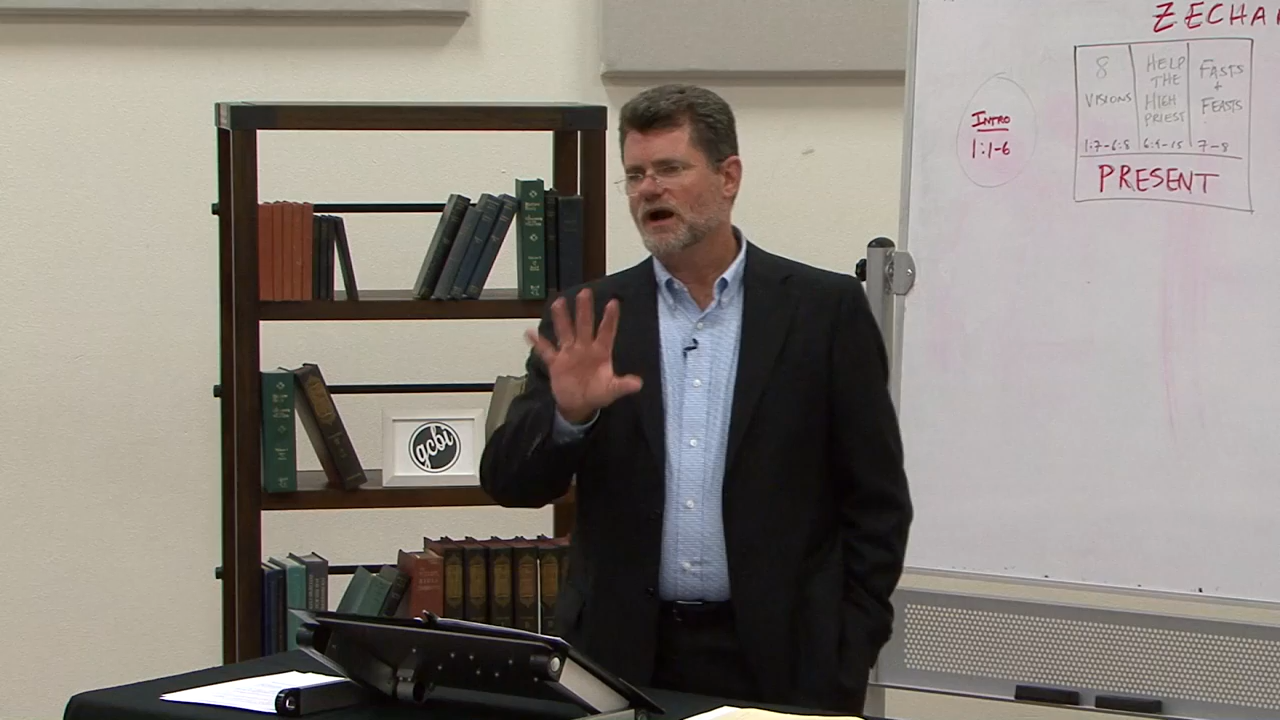 ZECHA
INTRO
1:1-6
8
VISIONS
1:7-6:8
HELP
THE
HIGH
PRIEST
6:9-15
FASTS
+
FEASTS
7-8
PRESENT
gcbi